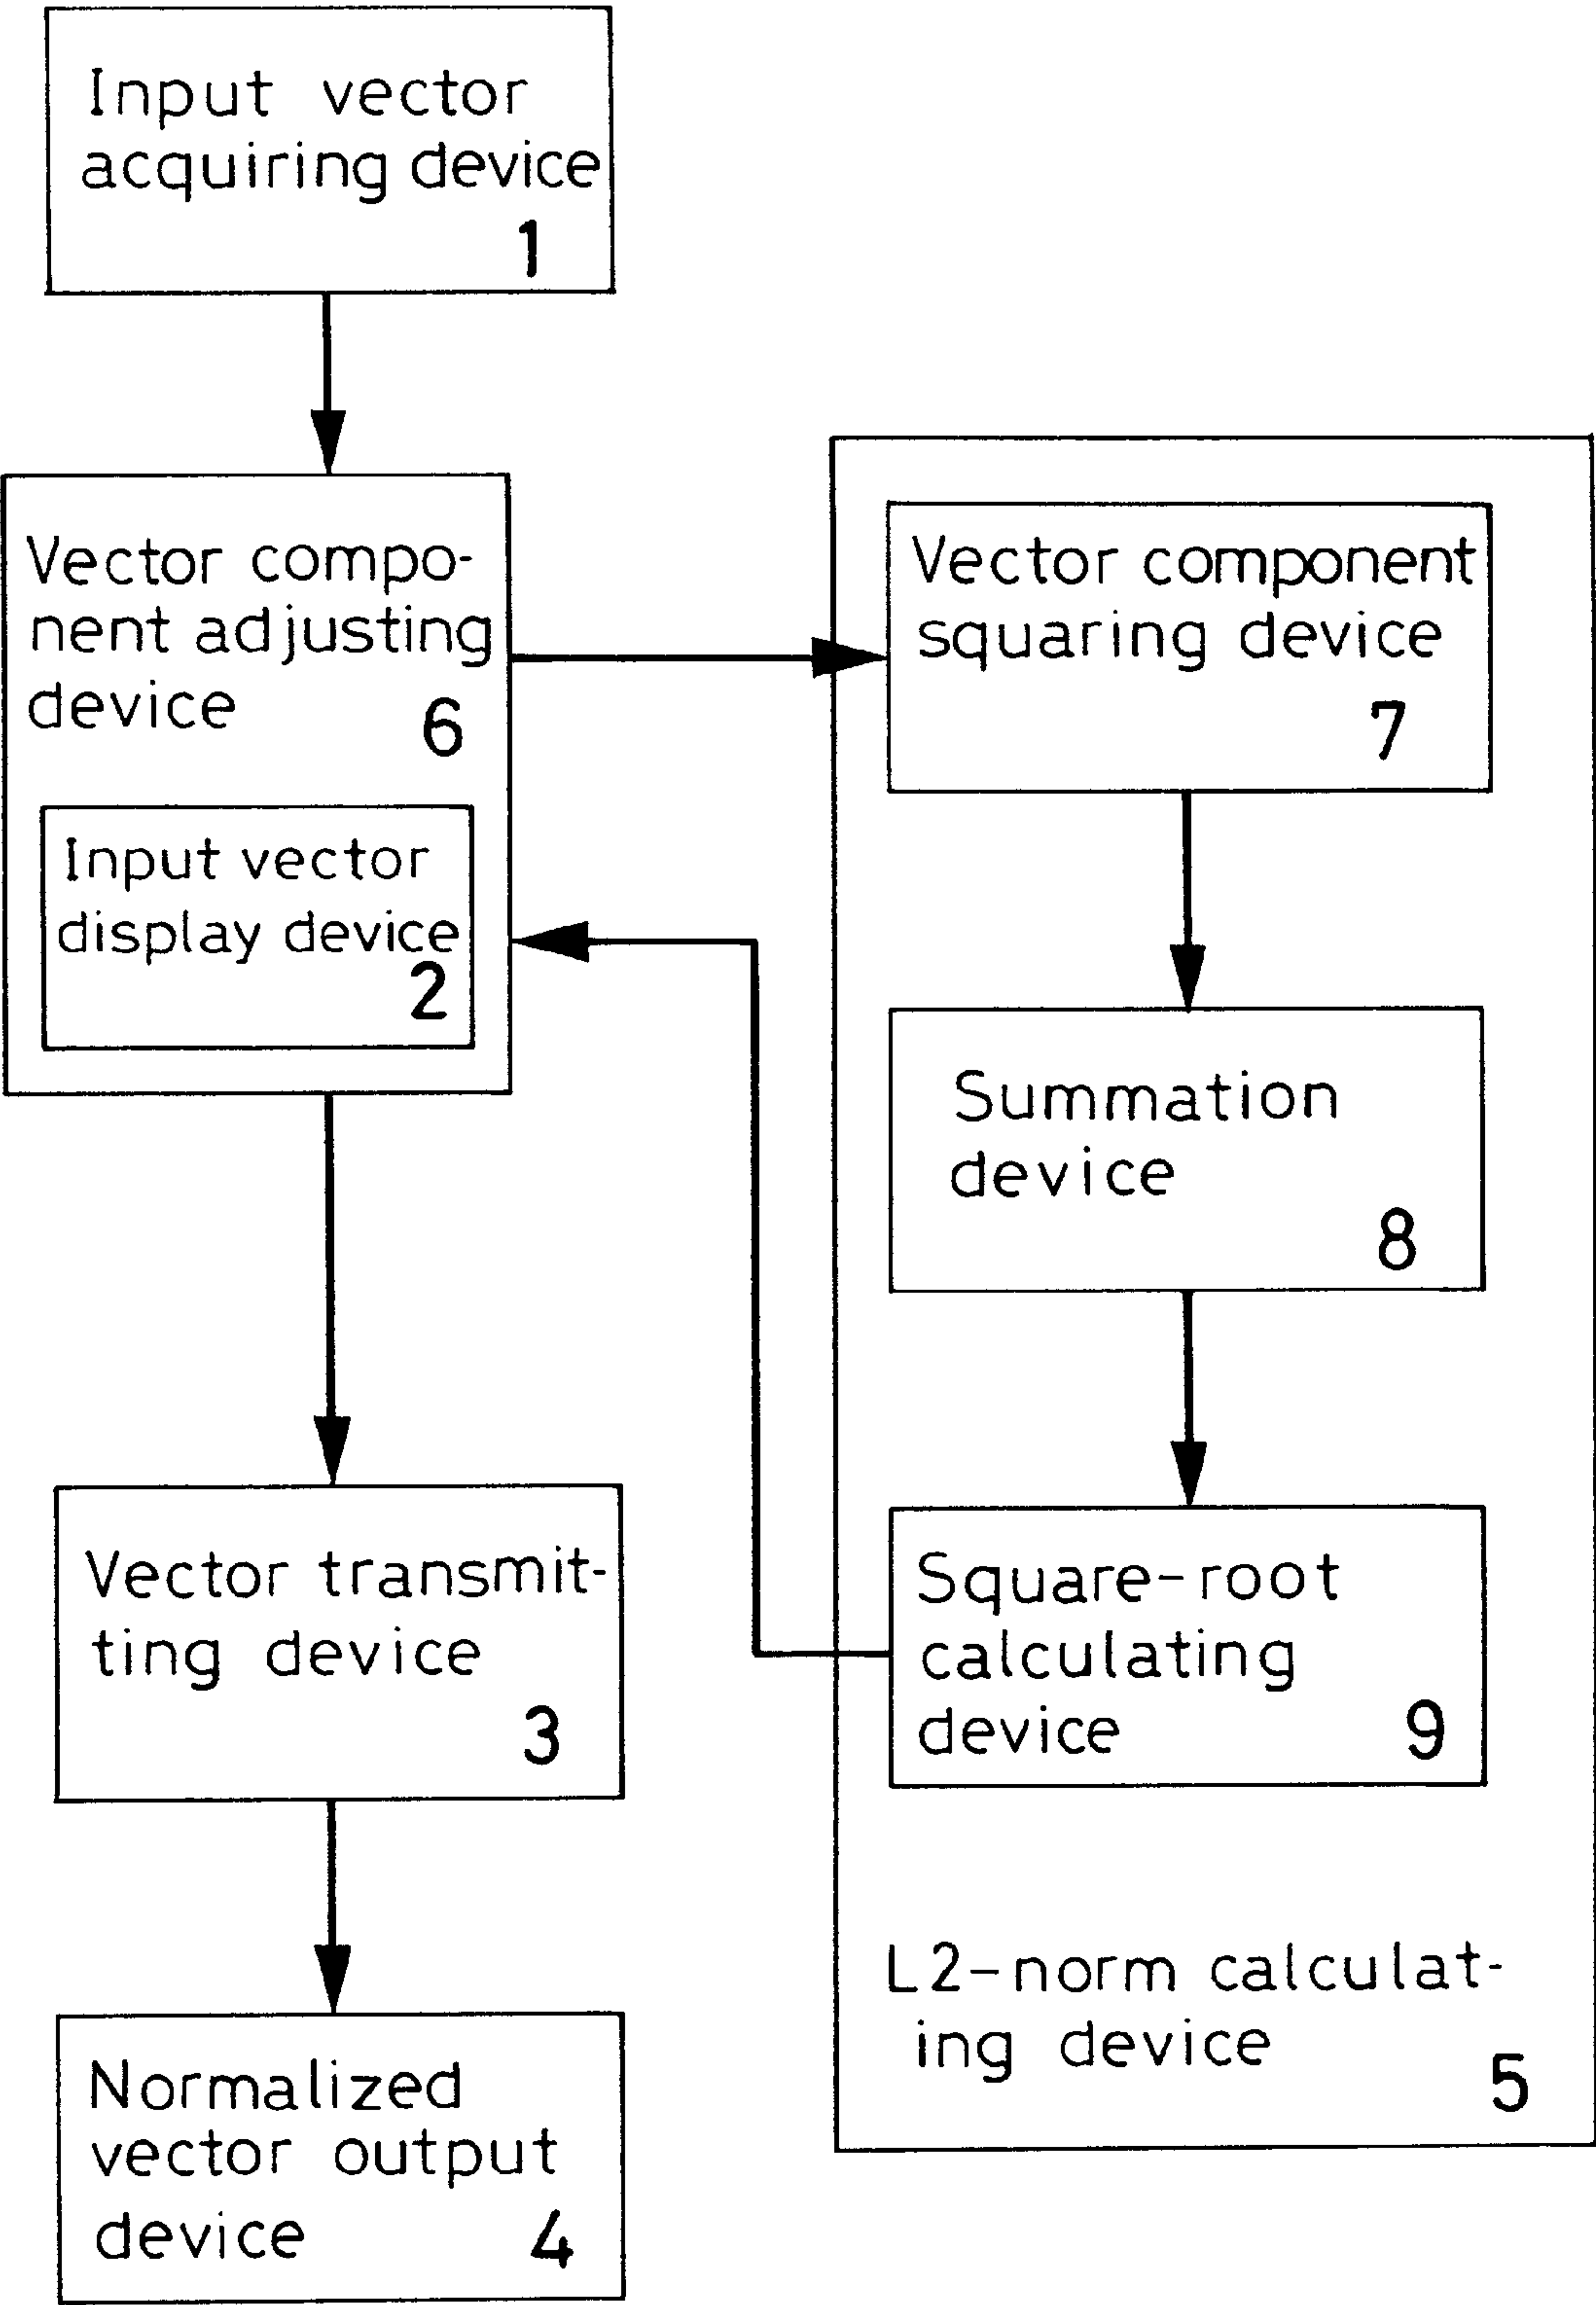 Input vector
acquiring device
1
Vector compo-
nent adjusting
device
6
Input vector
display device
2
Vector transmit-
ting device
3
Normalized
vector output
device
4
Vector component
squaring device
7
Summation
device
8
Square-root
calculating
device
9
L2-norm calculat-
ing device
5